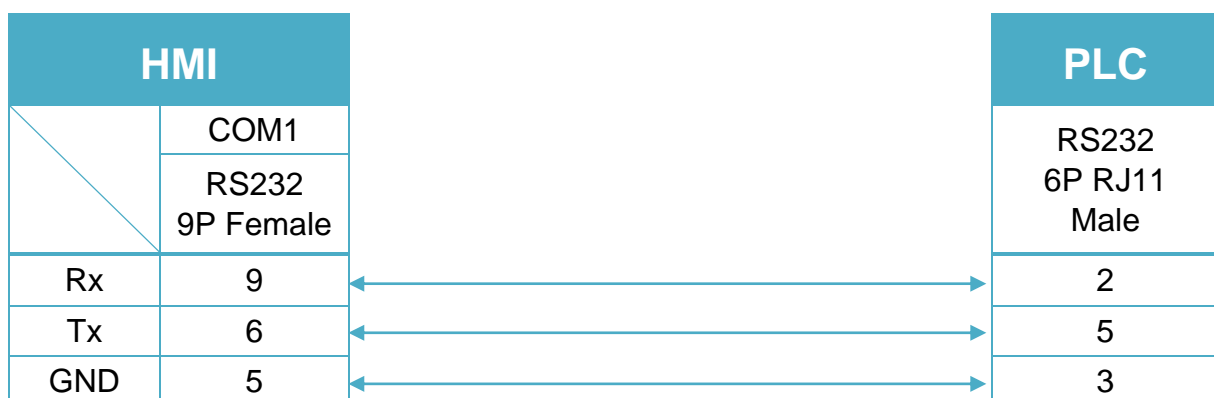 HMI
PLC
COM1
RS232
9P Female
RS232
6P RJ11
Male
Rx 9 2
Tx 6 5
GND 5 3